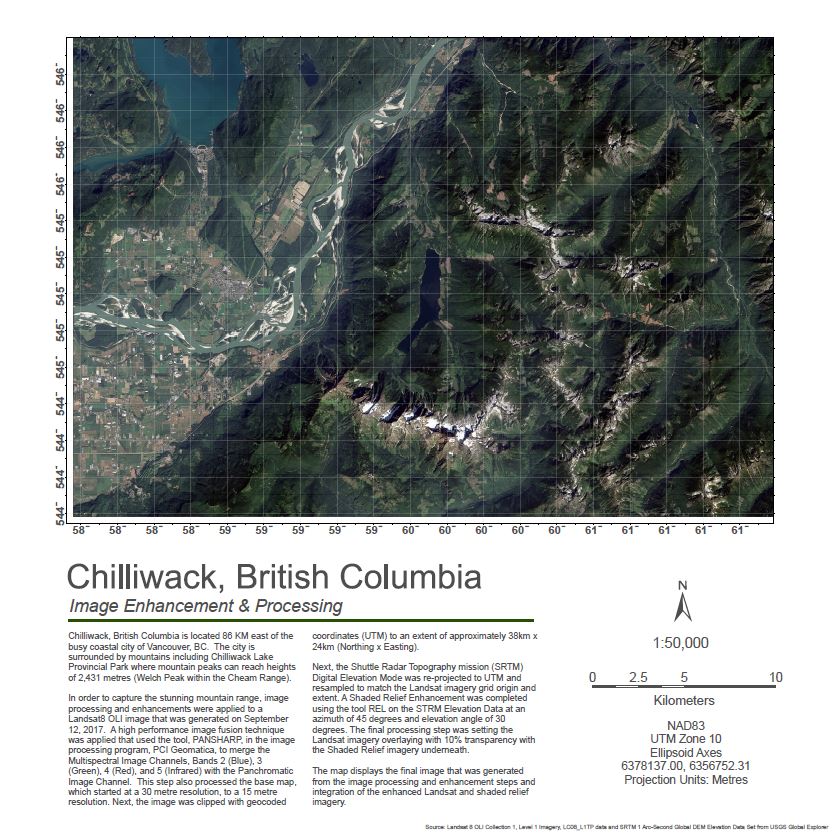 546‾
546‾
546‾
546‾
545‾
545‾
545‾
545‾
545‾
544‾
544‾
544‾
544‾
58‾ 58‾ 58‾ 58‾ 59‾ 59‾ 59‾ 59‾ 59‾ 60‾ 60‾ 60‾ 60‾ 60‾ 61‾ 61‾ 61‾ 61‾ 61‾
Chilliwack, British Columbia
Image Enhancement & Processing
Chilliwack, British Columbia is located 86 KM east of the
busy coastal city of Vancouver, BC. The city is
surrounded by mountains including Chilliwack Lake
Provincial Park where mountain peaks can reach heights
of 2,431 metres (Welch Peak within the Cheam Range).
In order to capture the stunning mountain range, image
processing and enhancements were applied to a
Landsat8 OLI image that was generated on September
12, 2017. A high performance image fusion technique
was applied that used the tool, PANSHARP, in the image
processing program, PCI Geomatica, to merge the
Multispectral Image Channels, Bands 2 (Blue), 3
(Green), 4 (Red), and 5 (Infrared) with the Panchromatic
Image Channel. This step also processed the base map,
which started at a 30 metre resolution, to a 15 metre
resolution. Next, the image was clipped with geocoded
coordinates (UTM) to an extent of approximately 38km x
24km (Northing x Easting).
Next, the Shuttle Radar Topography mission (SRTM)
Digital Elevation Mode was re-projected to UTM and
resampled to match the Landsat imagery grid origin and
extent. A Shaded Relief Enhancement was completed
using the tool REL on the STRM Elevation Data at an
azimuth of 45 degrees and elevation angle of 30
degrees. The final processing step was setting the
Landsat imagery overlaying with 10% transparency with
the Shaded Relief imagery underneath.
The map displays the final image that was generated
from the image processing and enhancement steps and
integration of the enhanced Landsat and shaded relief
imagery.
N
1:50,000
0 2.5 5 10
Kilometers
NAD83
UTM Zone 10
Ellipsoid Axes
6378137.00, 6356752.31
Projection Units: Metres
Source: Landsat 8 OLI Collection 1, Level 1 Imagery, LC08_L1TP data and SRTM 1 Arc-Second Global DEM Elevation Data Set from USGS Global Explorer